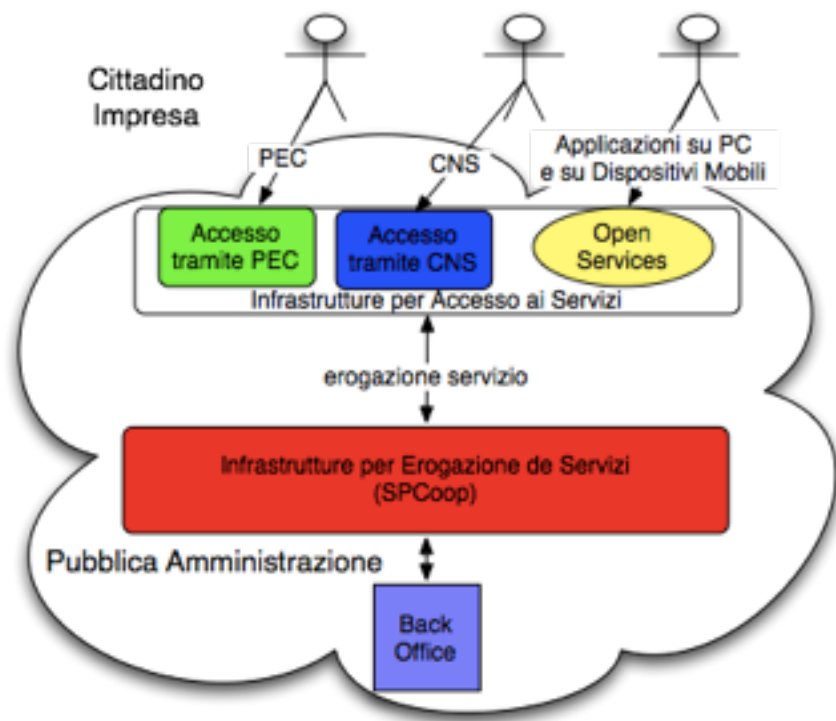 Cittadino
Impresa
PEC
CNS
Applicazioni su PC
e su Dispositivi Mobili
Accesso
tramite PEC
Accesso
tramite CNS
Open
Services
Infrastrutture per Accesso ai Servizi
erogazione servizio
Infrastrutture per Erogazione de Servizi
(SPCoop)
Pubblica Amministrazione
Back
Office